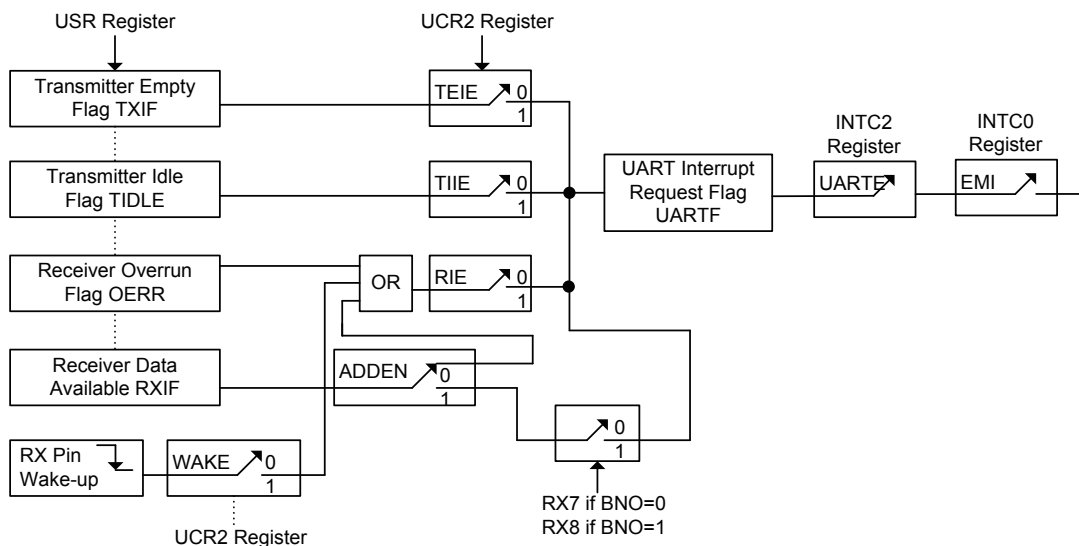 USR Register
UCR2 Register
Transmitter Empty
Flag TXIF
TEIE
0
1
INTC2
Register
INTC0
Register
Transmitter Idle
Flag TIDLE
TIIE
0
1
UART Interrupt
Request Flag
UARTF
UARTE
EMI
Receiver Overrun
Flag OERR
OR
RIE
0
1
Receiver Data
Available RXIF
ADDEN
0
1
0
1
RX Pin
Wake-up
WAKE
0
1
RX7 if BNO=0
RX8 if BNO=1
UCR2 Register